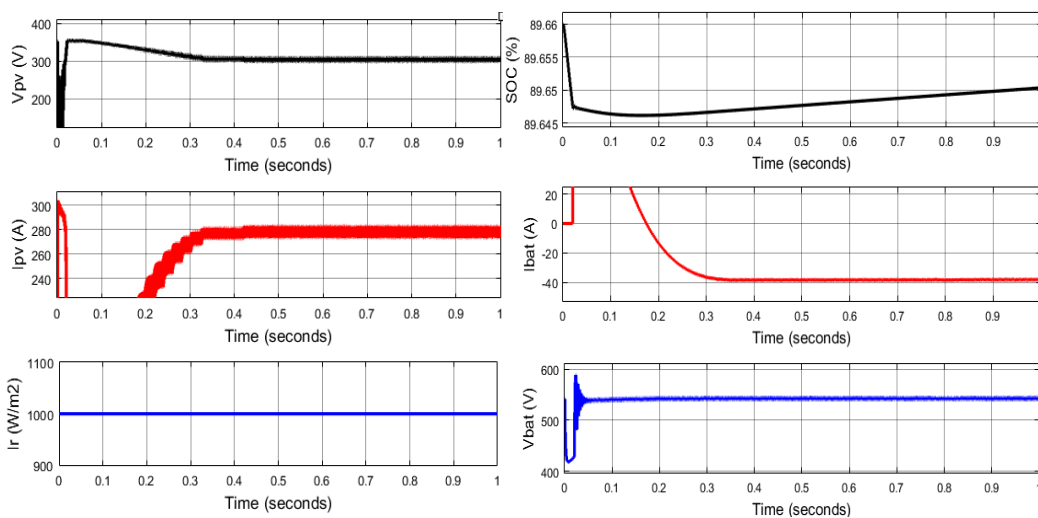 Vpv (V)
400
300
200
0 0.1 0.2 0.3 0.4 0.5 0.6 0.7 0.8 0.9 1
Time (seconds)
Ipv (A)
300
280
260
240
0 0.1 0.2 0.3 0.4 0.5 0.6 0.7 0.8 0.9 1
Time (seconds)
Ir (W/m2)
1100
1000
900
0 0.1 0.2 0.3 0.4 0.5 0.6 0.7 0.8 0.9 1
Time (seconds)
SOC (%)
89.66
89.655
89.65
89.645
0 0.1 0.2 0.3 0.4 0.5 0.6 0.7 0.8 0.9 1
Time (seconds)
Ibat (A)
20
0
-20
-40
0 0.1 0.2 0.3 0.4 0.5 0.6 0.7 0.8 0.9 1
Time (seconds)
Vbat (V)
600
500
400
0 0.1 0.2 0.3 0.4 0.5 0.6 0.7 0.8 0.9 1
Time (seconds)